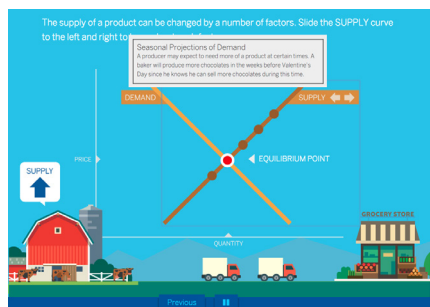 The supply of a product can be changed by a number of factors. Slide the SUPPLY curve
to the left and right to
Seasonal Projections of Demand
A producer may expect to need more of a product at certain times. A
baker will produce more chocolates in the weeks before Valentine's
Day since he knows he can sell more chocolates during this time.
DEMAND
SUPPLY
PRICE
EQUILIBRIUM POINT
SUPPLY
GROCERY STORE
QUANTITY
Previous